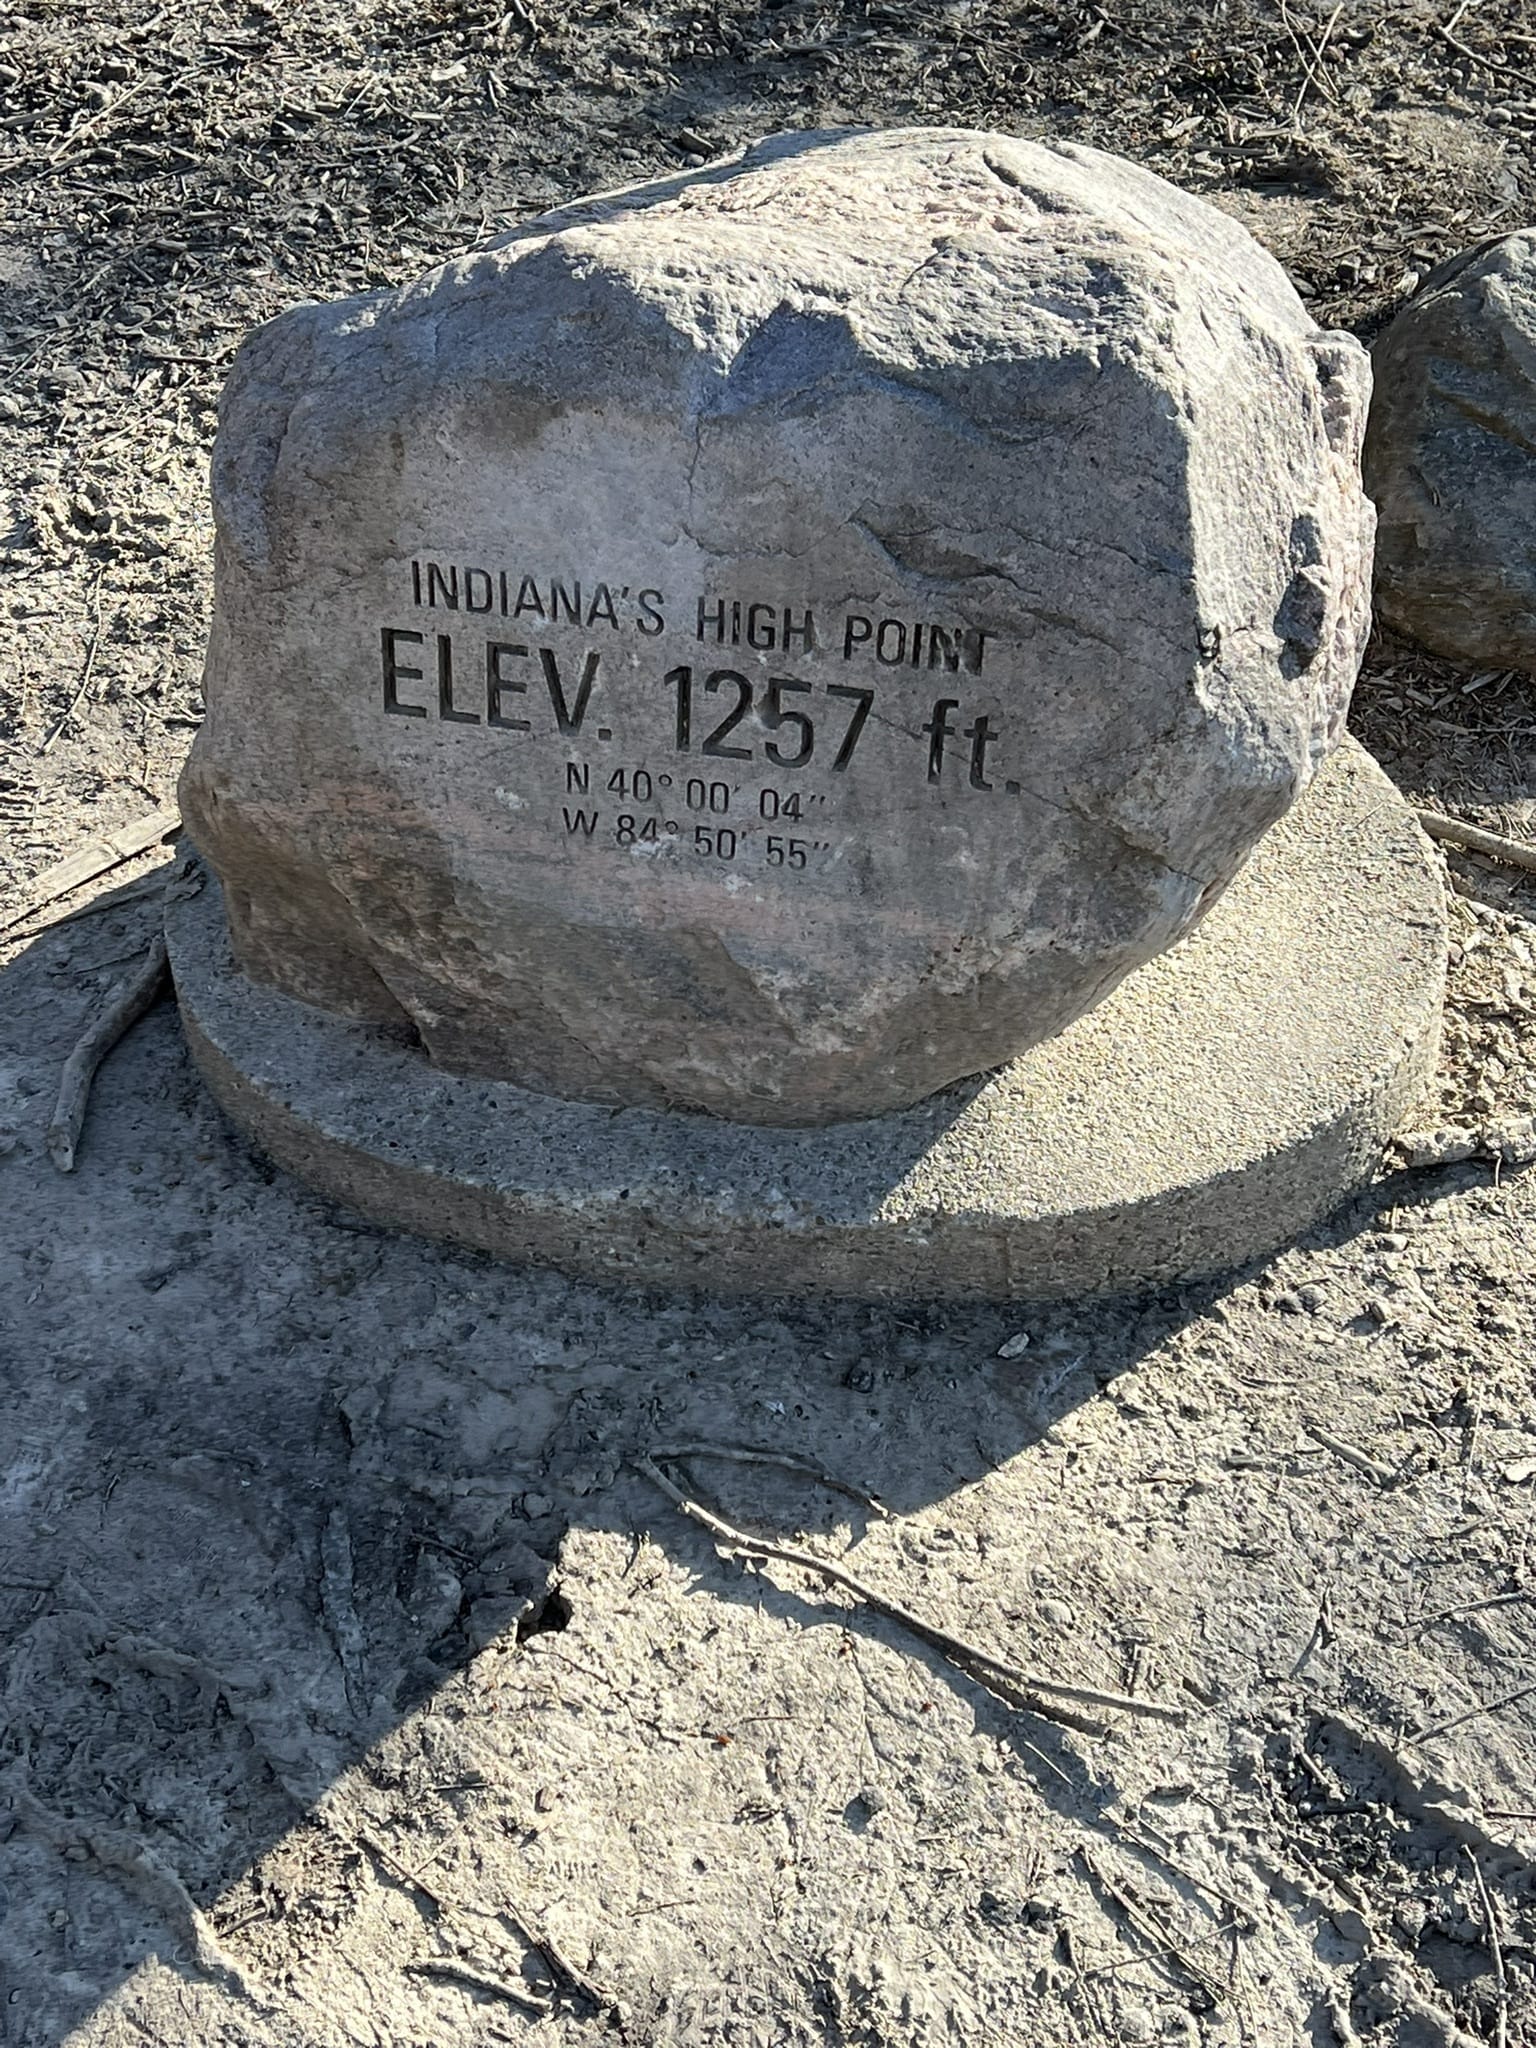 INDIANA'S HIGH POINT
ELEV. 1257 ft.
N 40° 00' 04"
W 84° 50' 55"